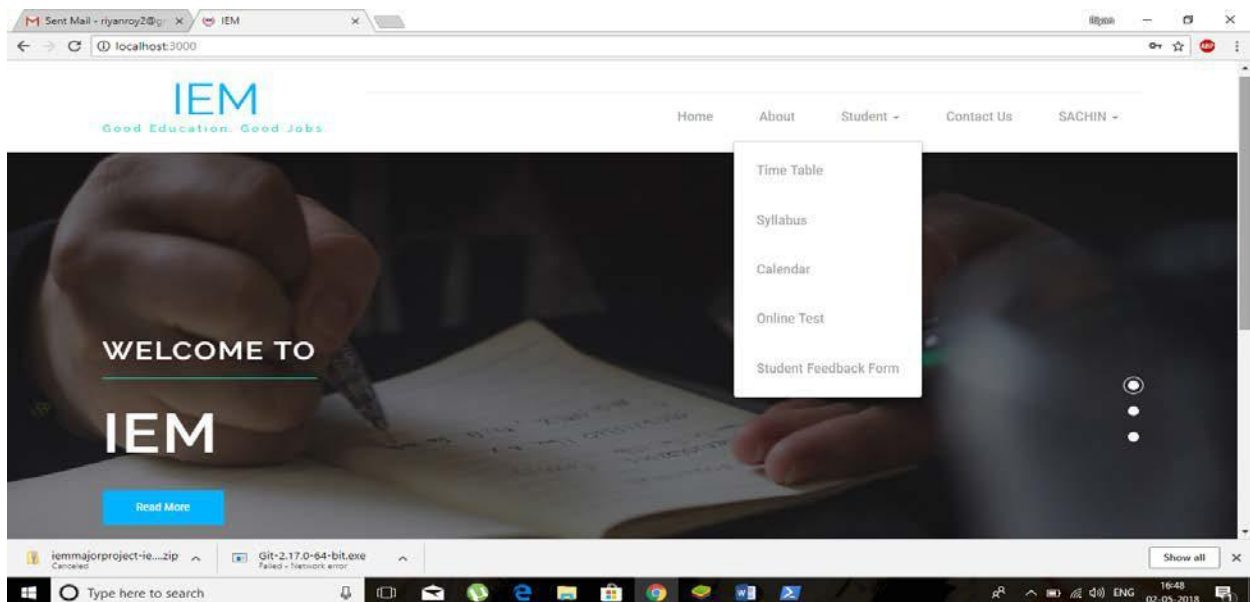 Sent Mail - riyanroy2@g
IEM
localhost:3000
ABP
IEM
Good Education. Good Jobs
Home About Student Contact Us SACHIN
Time Table
Syllabus
Calendar
Online Test
Student Feedback Form
WELCOME TO
IEM
Read More
iemmajorproject-ie....zip
Canceled
Git-2.17.0-64-bit.exe
Failed - Network error
Show all
Type here to search
ENG
16:48
02-05-2018